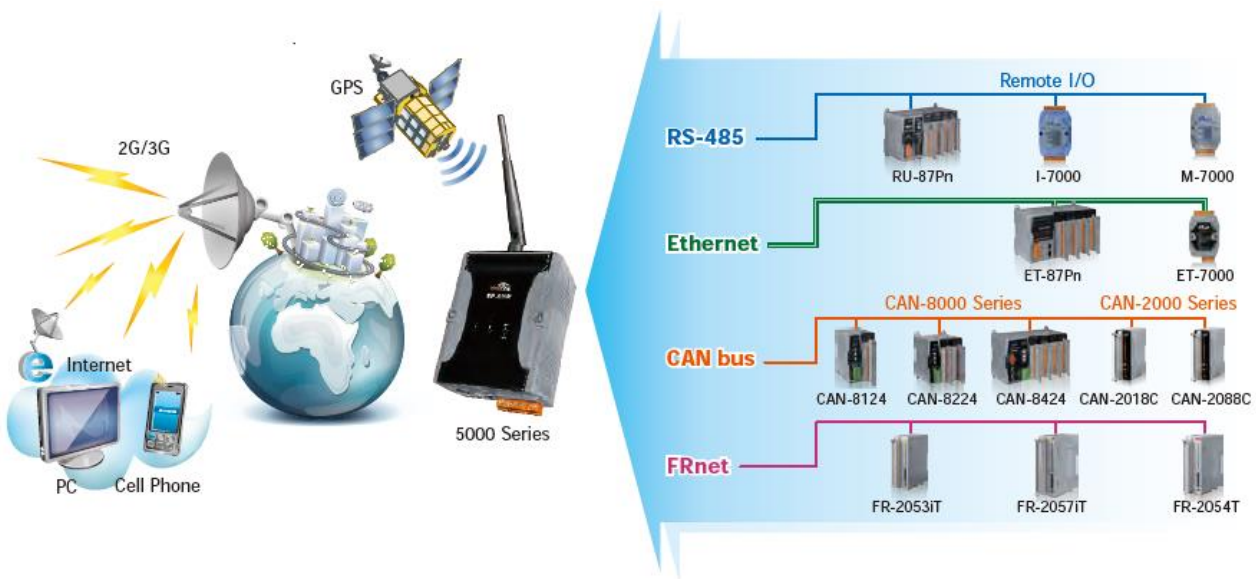 GPS
2G/3G
Internet
PC
Cell Phone
5000 Series
Remote I/O
RS-485
RU-87Pn
I-7000
M-7000
Ethernet
ET-87Pn
ET-7000
CAN-8000 Series
CAN-2000 Series
CAN bus
CAN-8124
CAN-8224
CAN-8424
CAN-2018C
CAN-2088C
FRnet
FR-2053iT
FR-2057iT
FR-2054T